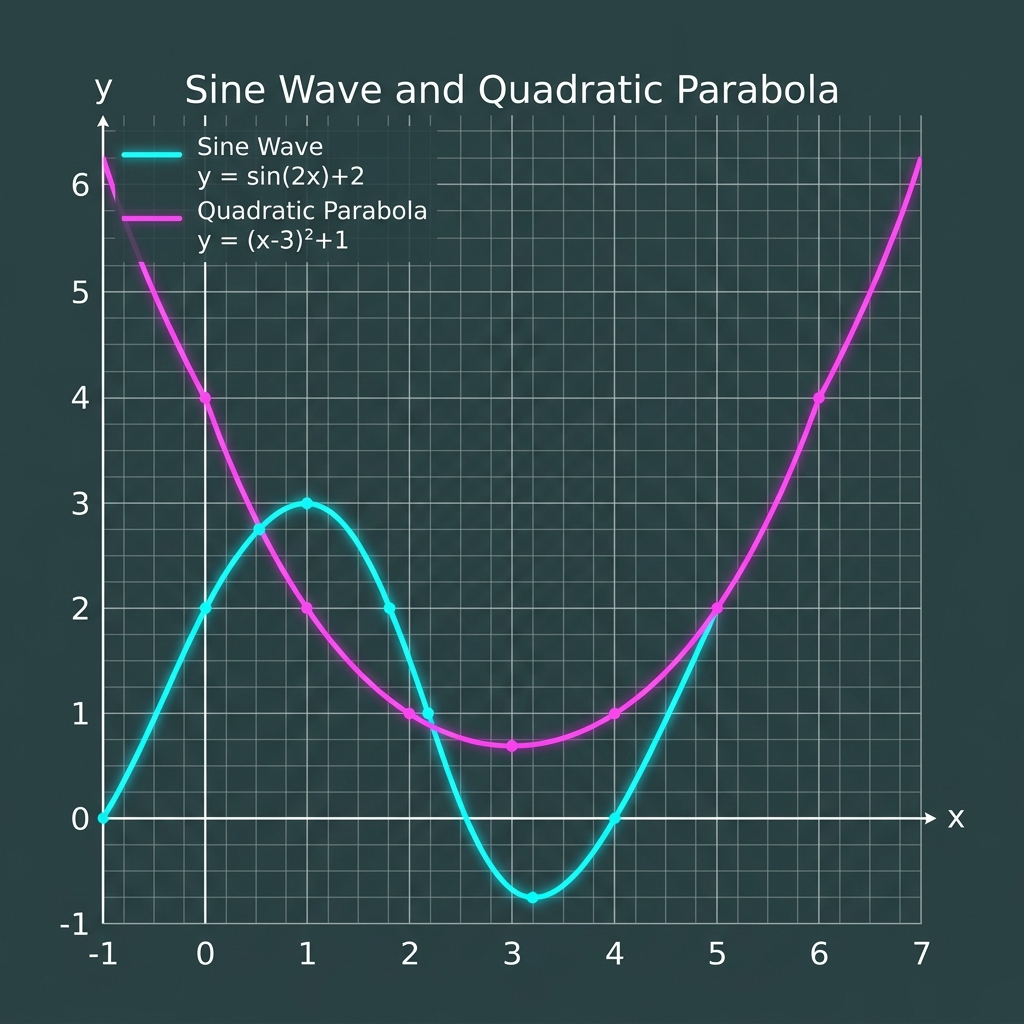 Sine Wave and Quadratic Parabola
y
Sine Wave
y = sin(2x)+2
Quadratic Parabola
y = (x-3)²+1
6
5
4
3
2
1
0
-1
x
-1 0 1 2 3 4 5 6 7